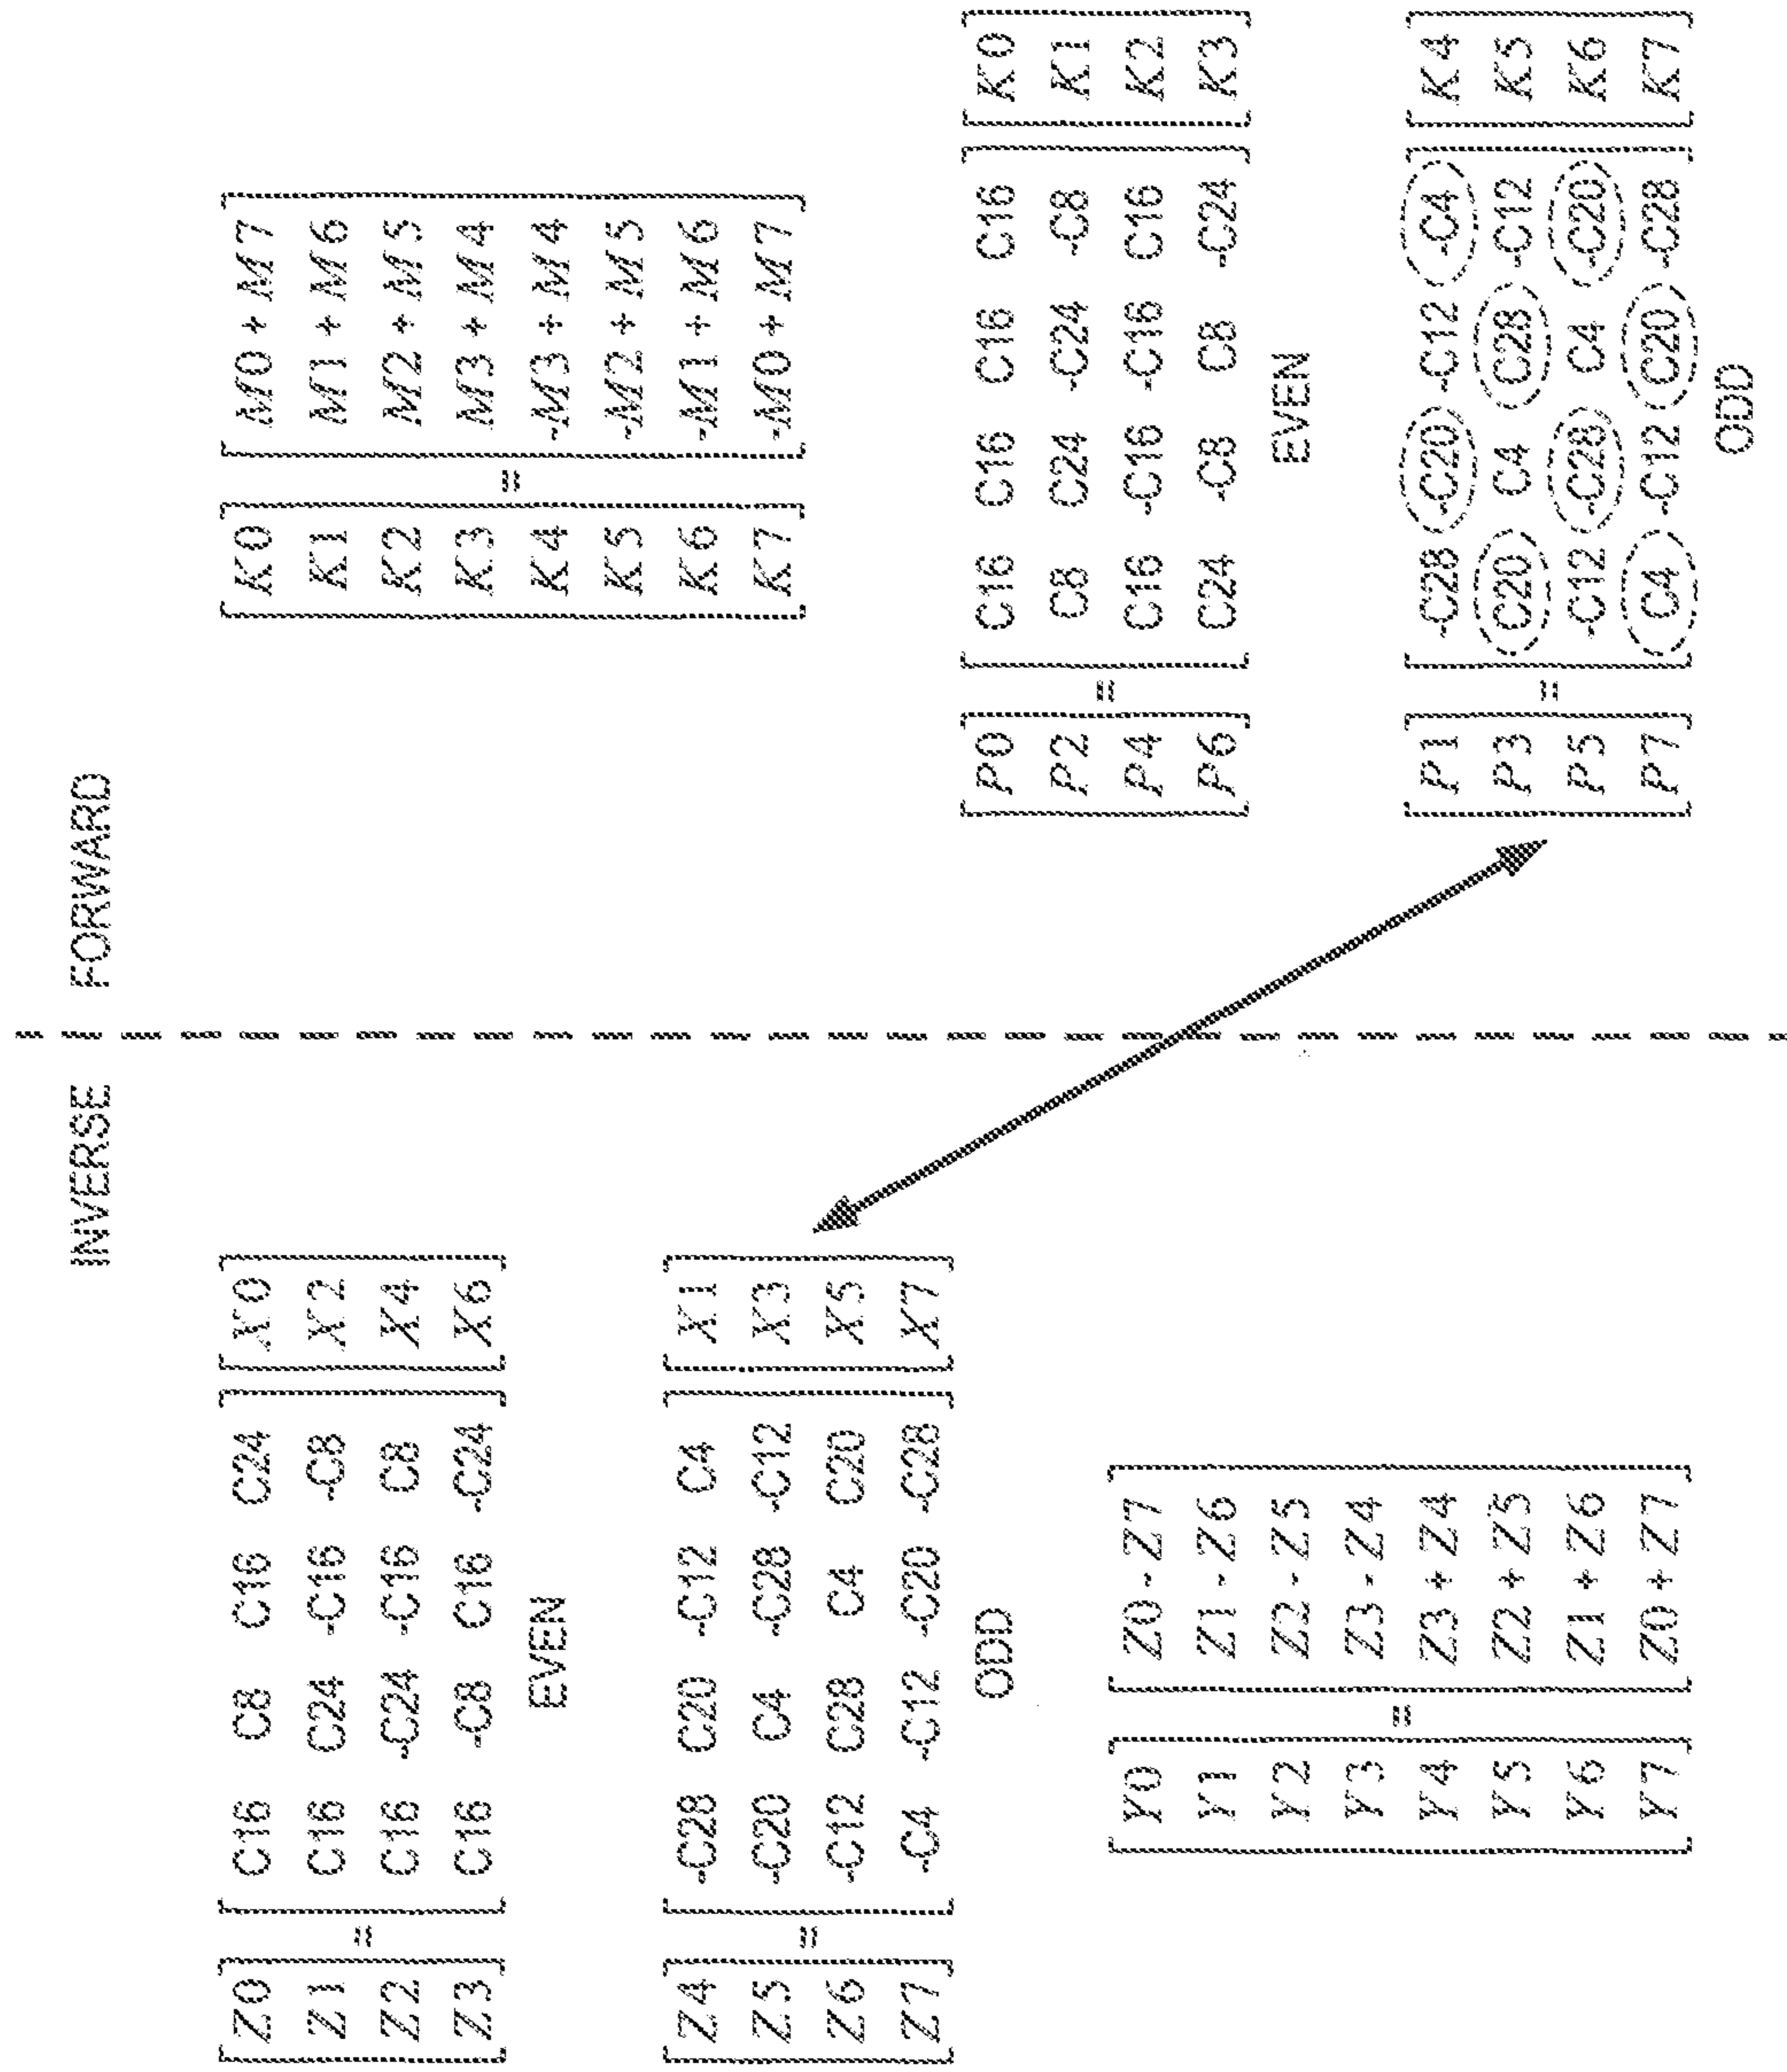 INVERSE
Z0 C16 C8 C16 C24 X0
Z1 C16 C24 -C16 -C8 X2
=
Z2 C16 -C24 -C16 C8 X4
Z3 C16 -C8 C16 -C24 X6
EVEN
Z4 -C28 C20 -C12 C4 X1
Z5 -C20 C4 -C28 -C12 X3
=
Z6 -C12 C28 C4 C20 X5
Z7 -C4 -C12 -C20 -C28 X7
ODD
Y0 Z0 - Z7
Y1 Z1 - Z6
Y2 Z2 - Z5
Y3 Z3 - Z4
=
Y4 Z3 + Z4
Y5 Z2 + Z5
Y6 Z1 + Z6
Y7 Z0 + Z7
FORWARD
K0 M0 + M7
K1 M1 + M6
K2 M2 + M5
K3 M3 + M4
=
K4 -M3 + M4
K5 -M2 + M5
K6 -M1 + M6
K7 -M0 + M7
P0 C16 C16 C16 C16 K0
P2 C8 C24 -C24 -C8 K1
=
P4 C16 -C16 -C16 C16 K2
P6 C24 -C8 C8 -C24 K3
EVEN
P1 -C28 -C20 -C12 -C4 K4
P3 C20 C4 C28 -C12 K5
=
P5 -C12 -C28 C4 -C20 K6
P7 C4 -C12 C20 -C28 K7
ODD